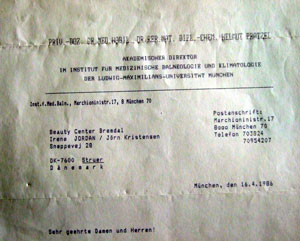 PRIV.-DOZ. DR.MED.HABIL. DR.RER.NAT. DIPL.-CHEM. HELMUT PRATZEL
AKADEMISCHER DIREKTOR
IM INSTITUT FÜR MEDIZINISCHE BALNEOLOGIE UND KLIMATOLOGIE
DER LUDWIG-MAXIMILIANS-UNIVERSITÄT MÜNCHEN
Inst.f.Med.Baln., Marchioninistr.17, 8 München 70
Postanschrift:
Marchioninistr.17
8000 München 70
Telefon 703824
70954207
Beauty Center Bremdal
Irene JORDAN / Jörn Kristensen
Sneppevej 28
DK-7600 Struer
Dänemark
München, den 16.4.1986
Sehr geehrte Damen und Herren!